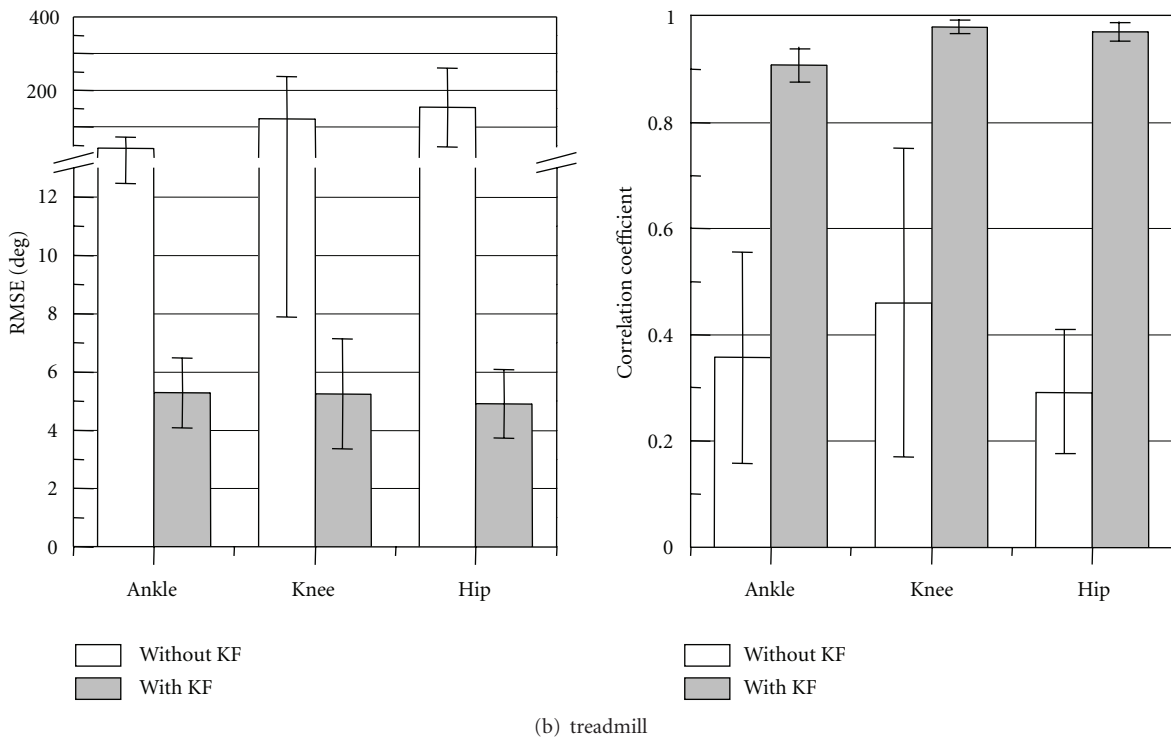 400
200
12
10
8
6
4
2
0
RMSE (deg)
Ankle
Knee
Hip
Without KF
With KF
1
0.8
0.6
0.4
0.2
0
Correlation coefficient
Ankle
Knee
Hip
Without KF
With KF
(b) treadmill